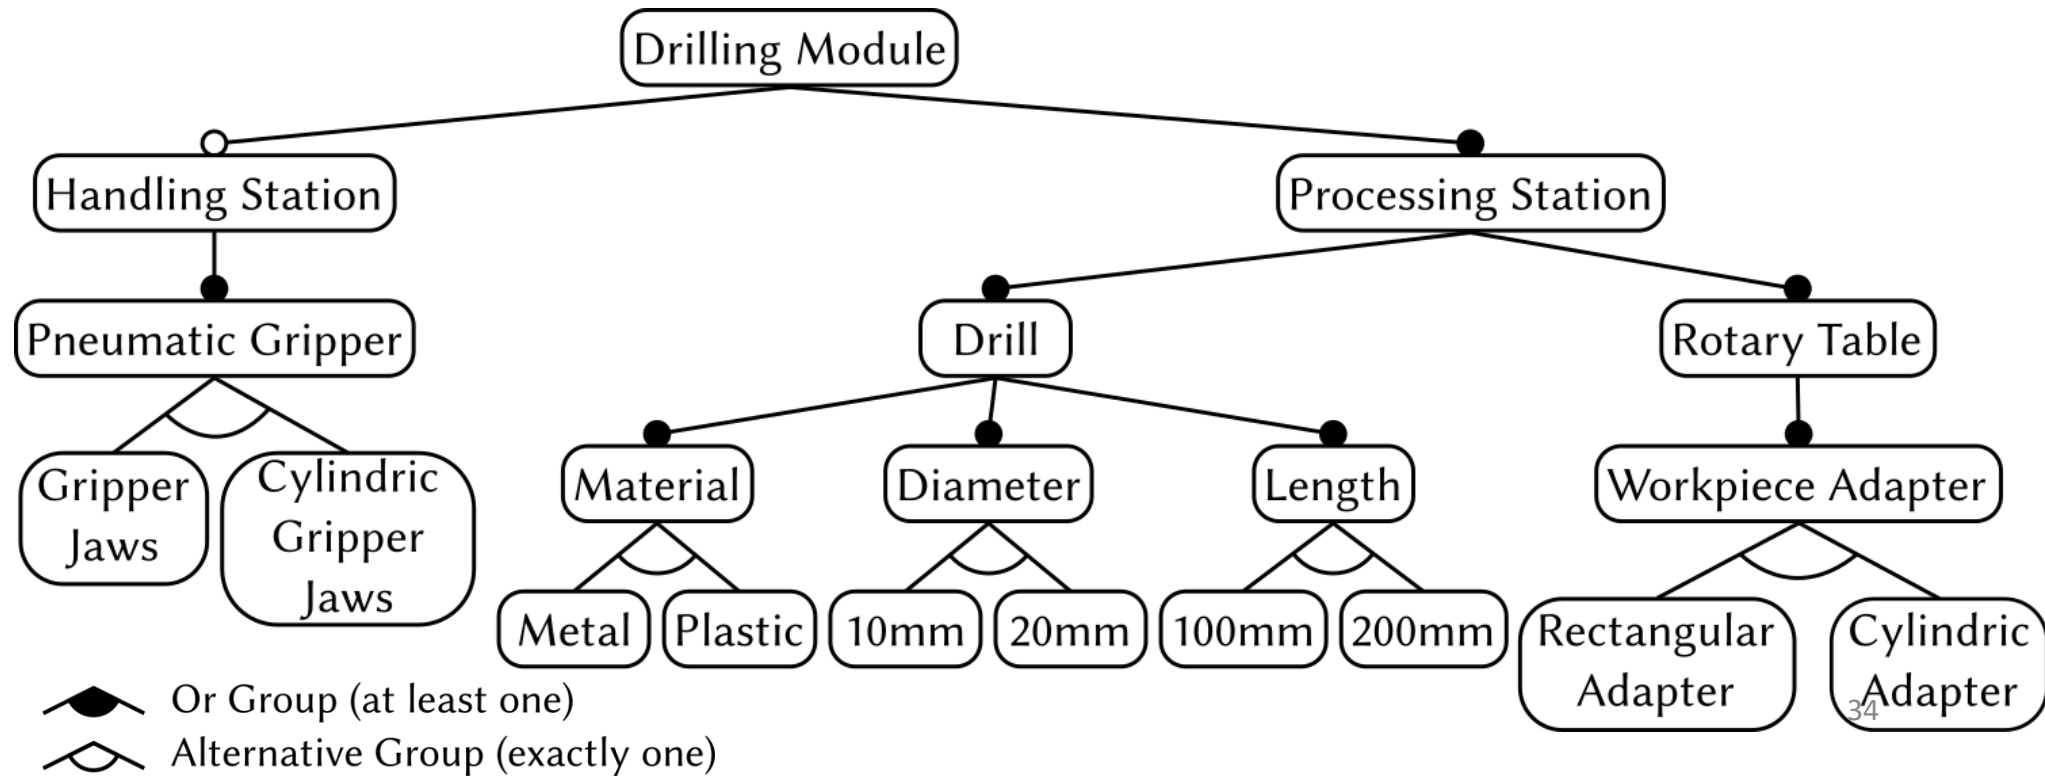 Drilling Module
Handling Station
Processing Station
Pneumatic Gripper
Drill
Rotary Table
Gripper
Jaws
Cylindric
Gripper
Jaws
Material
Diameter
Length
Workpiece Adapter
Metal
Plastic
10mm
20mm
100mm
200mm
Rectangular
Adapter
Cylindric
Adapter
34
Or Group (at least one)
Alternative Group (exactly one)